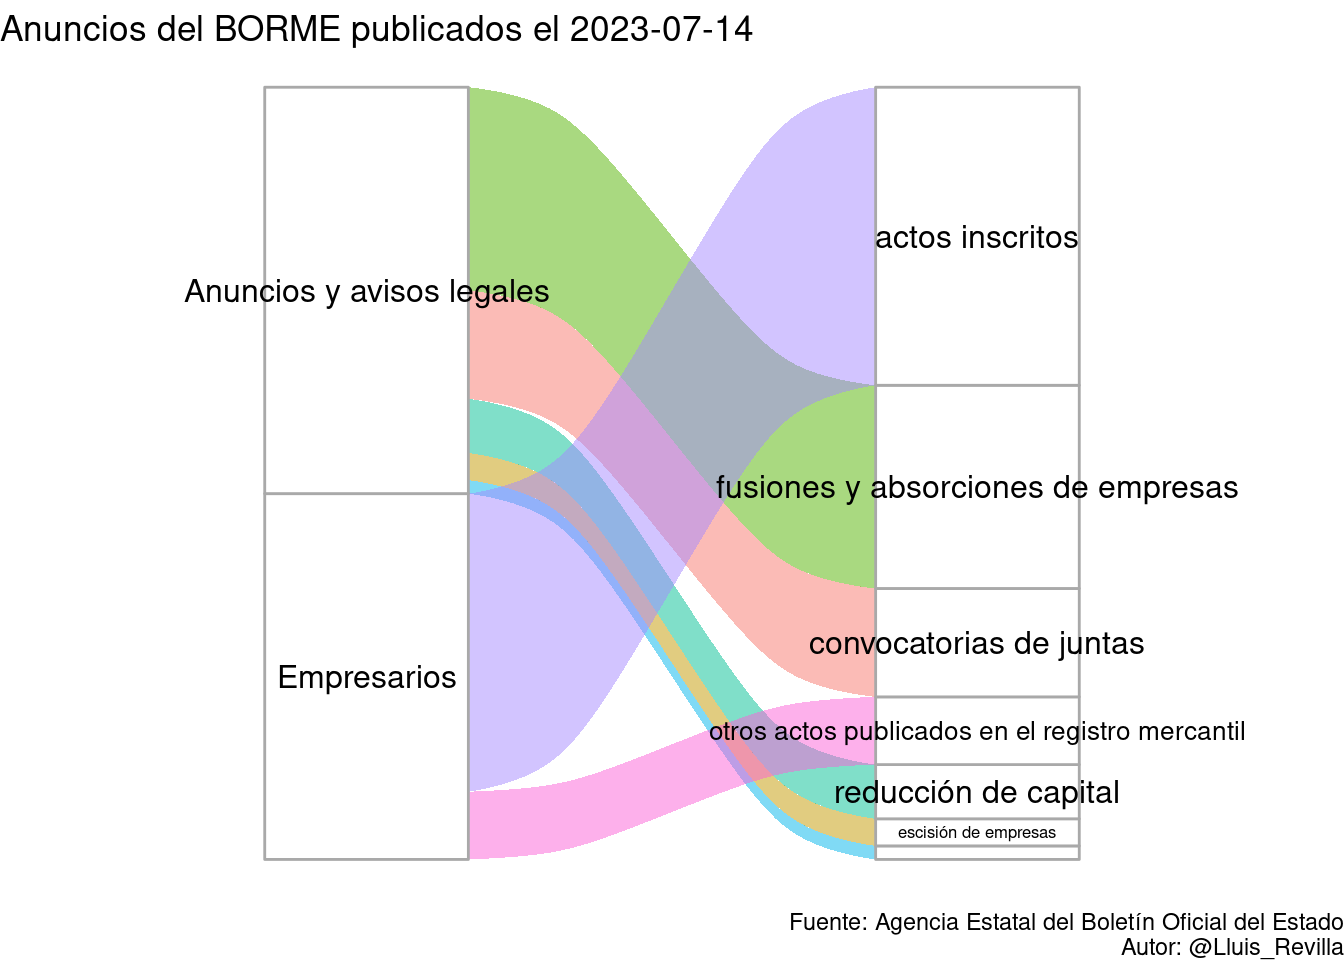 Anuncios del BORME publicados el 2023-07-14
Anuncios y avisos legales
Empresarios
actos inscritos
fusiones y absorciones de empresas
convocatorias de juntas
otros actos publicados en el registro mercantil
reducción de capital
escisión de empresas
Fuente: Agencia Estatal del Boletín Oficial del Estado
Autor: @Lluis_Revilla